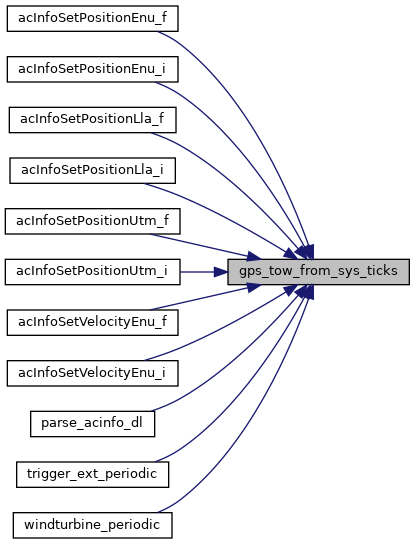 acInfoSetPositionEnu_f
acInfoSetPositionEnu_i
acInfoSetPositionLla_f
acInfoSetPositionLla_i
acInfoSetPositionUtm_f
acInfoSetPositionUtm_i
gps_tow_from_sys_ticks
acInfoSetVelocityEnu_f
acInfoSetVelocityEnu_i
parse_acinfo_dl
trigger_ext_periodic
windturbine_periodic